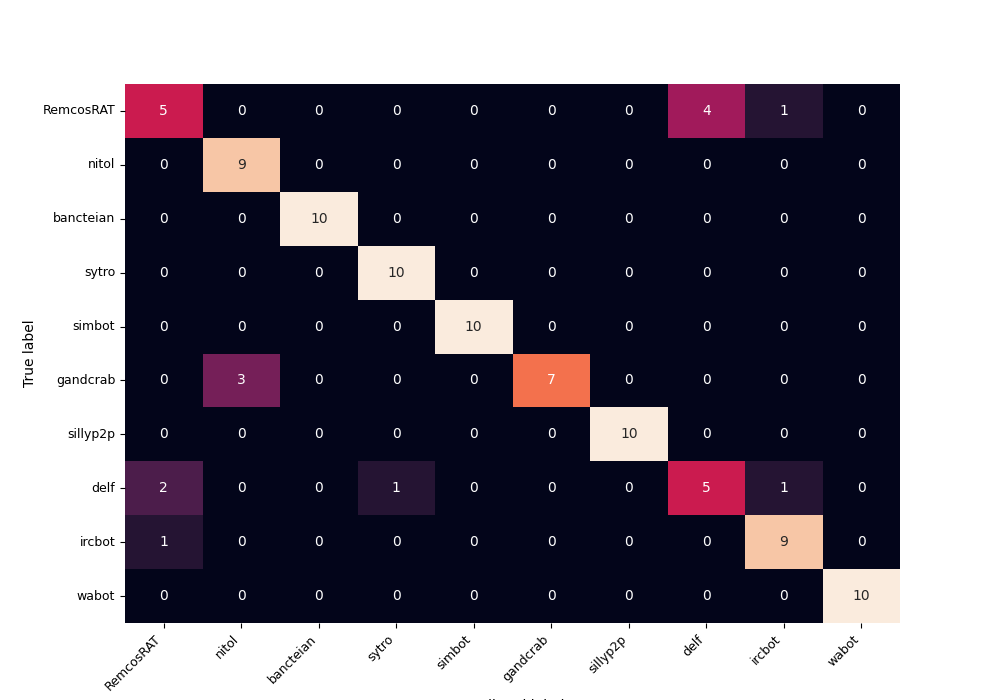 RemcosRAT 5 0 0 0 0 0 0 4 1 0
nitol 0 9 0 0 0 0 0 0 0 0
bancteian 0 0 10 0 0 0 0 0 0 0
sytro 0 0 0 10 0 0 0 0 0 0
simbot 0 0 0 0 10 0 0 0 0 0
gandcrab 0 3 0 0 0 7 0 0 0 0
sillyp2p 0 0 0 0 0 0 10 0 0 0
delf 2 0 0 1 0 0 0 5 1 0
ircbot 1 0 0 0 0 0 0 0 9 0
wabot 0 0 0 0 0 0 0 0 0 10
True label
RemcosRAT nitol bancteian sytro simbot gandcrab sillyp2p delf ircbot wabot